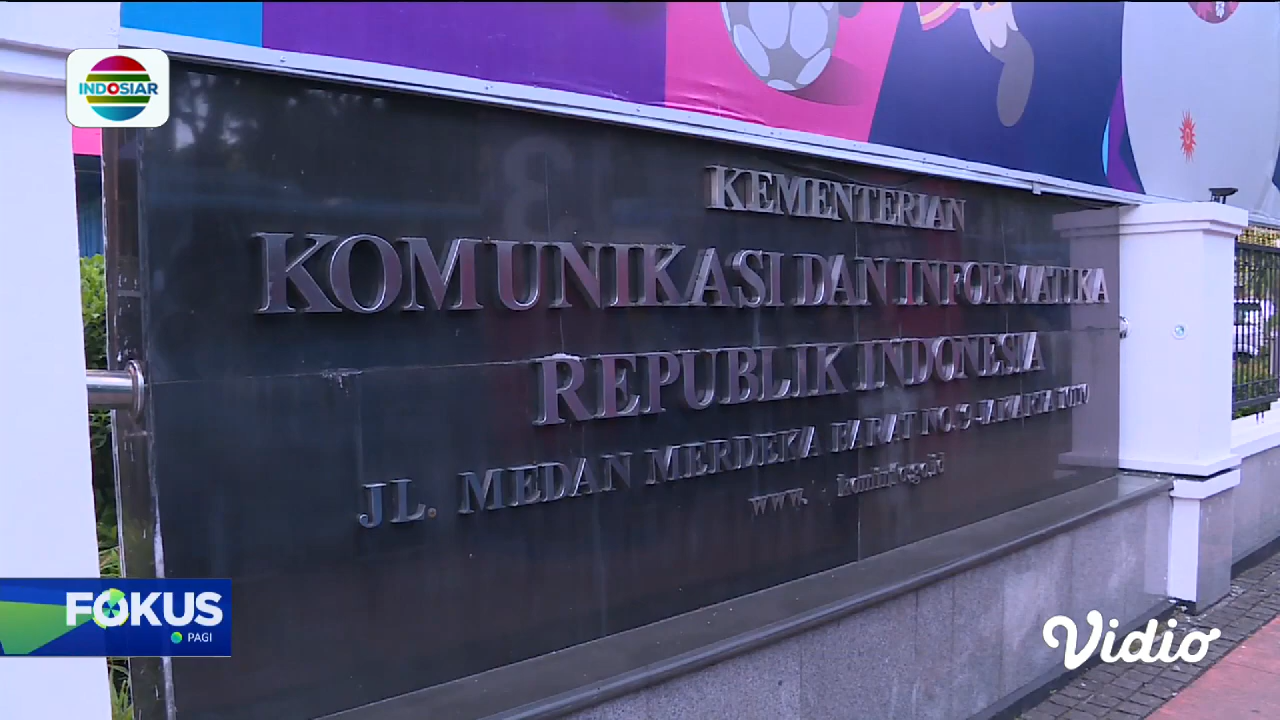 INDOSIAR
KEMENTERIAN
KOMUNIKASI DAN INFORMATIKA
REPUBLIK INDONESIA
JL. MEDAN MERDEKA BARAT NO. 9 JAKARTA 10110
www. kominfo.go.id
FOKUS
PAGI
Vidio